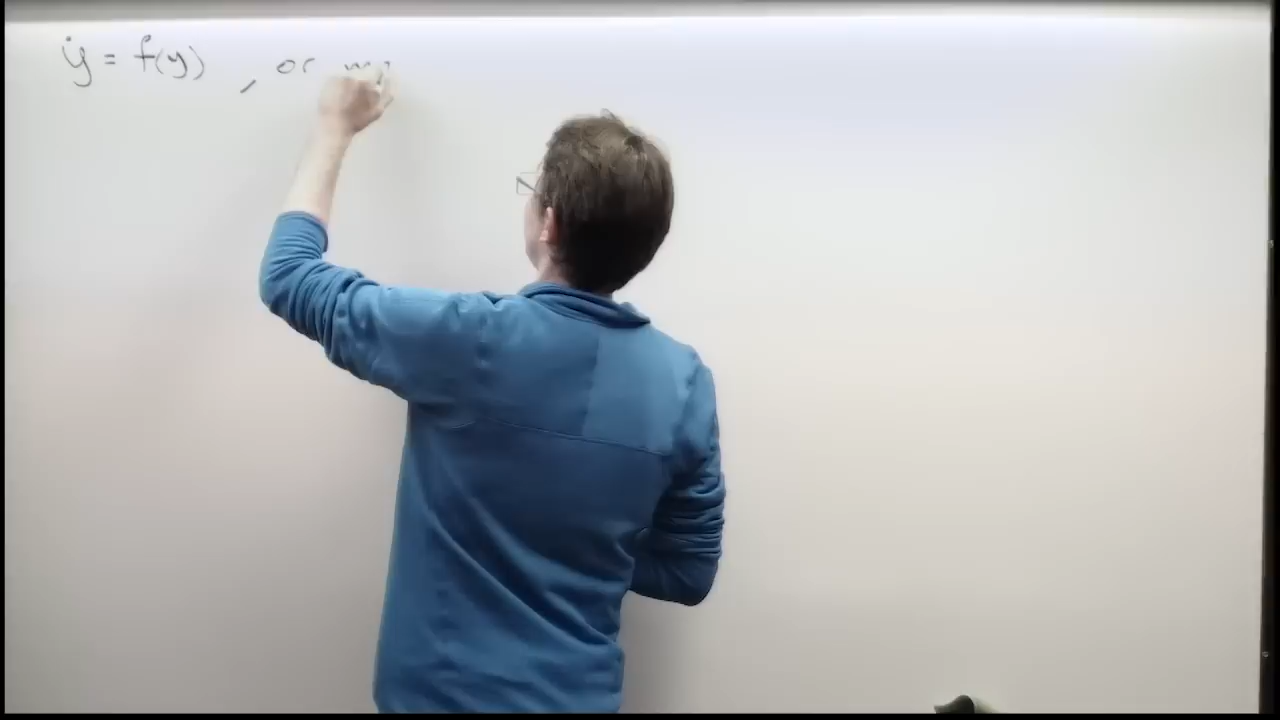 ẏ = f(y) , or